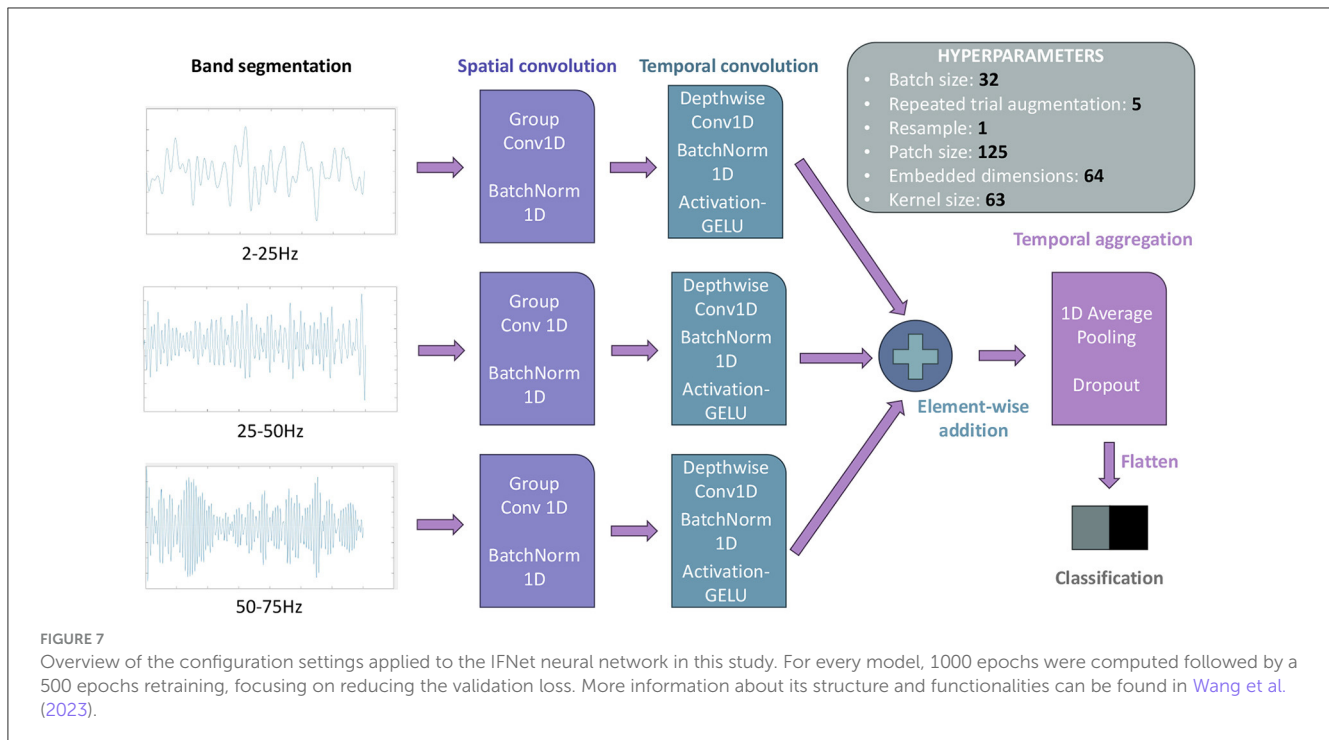 Band segmentation
Spatial convolution
Temporal convolution
HYPERPARAMETERS
• Batch size: 32
• Repeated trial augmentation: 5
• Resample: 1
• Patch size: 125
• Embedded dimensions: 64
• Kernel size: 63
2-25Hz
Group
Conv1D
BatchNorm
1D
Depthwise
Conv1D
BatchNorm
1D
Activation-
GELU
25-50Hz
Group
Conv 1D
BatchNorm
1D
Depthwise
Conv1D
BatchNorm
1D
Activation-
GELU
50-75Hz
Group
Conv 1D
BatchNorm
1D
Depthwise
Conv1D
BatchNorm
1D
Activation-
GELU
Element-wise
addition
Temporal aggregation
1D Average
Pooling
Dropout
Flatten
Classification
FIGURE 7
Overview of the configuration settings applied to the IFNet neural network in this study. For every model, 1000 epochs were computed followed by a
500 epochs retraining, focusing on reducing the validation loss. More information about its structure and functionalities can be found in Wang et al.
(2023).